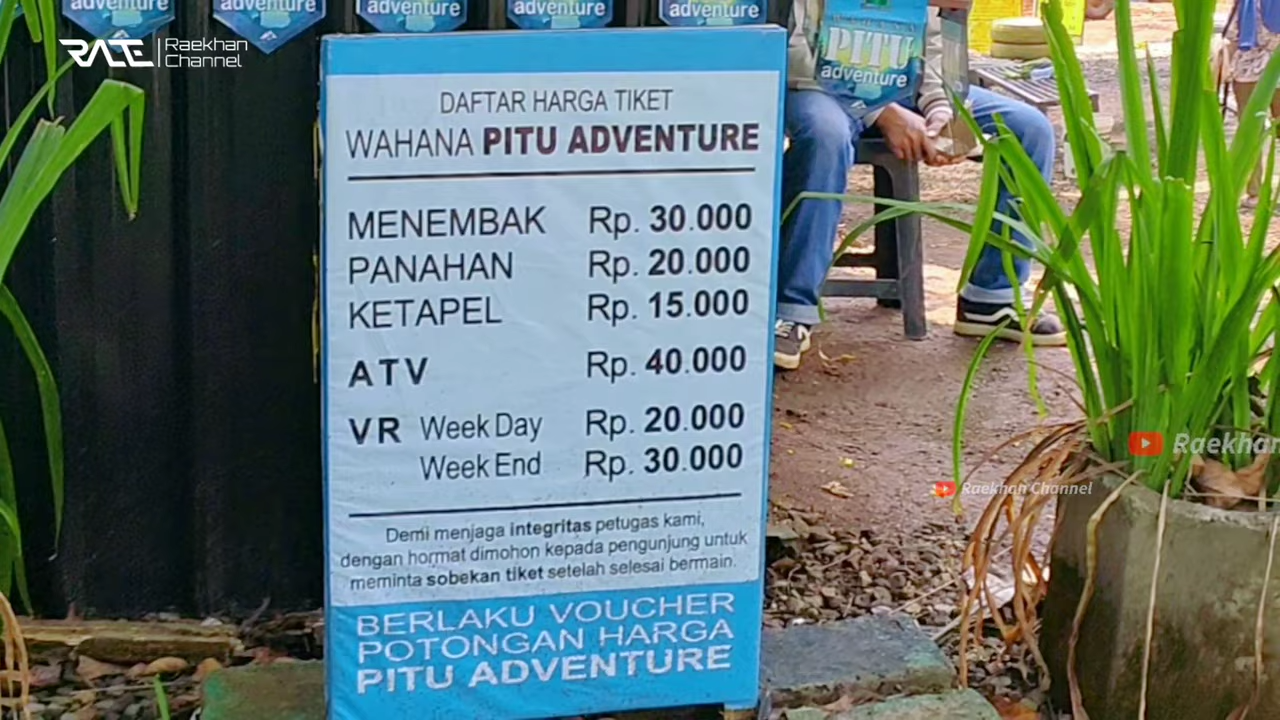 adventure adventure adventure adventure adventure
RACE Raekhan
Channel
PITU
adventure
DAFTAR HARGA TIKET
WAHANA PITU ADVENTURE
MENEMBAK Rp. 30.000
PANAHAN Rp. 20.000
KETAPEL Rp. 15.000
ATV Rp. 40.000
VR Week Day Rp. 20.000
Week End Rp. 30.000
Demi menjaga integritas petugas kami,
dengan hormat dimohon kepada pengunjung untuk
meminta sobekan tiket setelah selesai bermain.
BERLAKU VOUCHER
POTONGAN HARGA
PITU ADVENTURE
Raekhan
Raekhan Channel